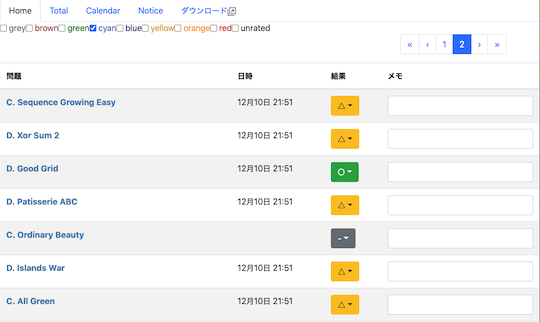 Home Total Calendar Notice ダウンロード
grey brown green cyan blue yellow orange red unrated
« ‹ 1 2 › »
問題 日時 結果 メモ
C. Sequence Growing Easy 12月10日 21:51 △
D. Xor Sum 2 12月10日 21:51 △
D. Good Grid 12月10日 21:51 O
D. Patisserie ABC 12月10日 21:51 △
C. Ordinary Beauty -
D. Islands War 12月10日 21:51 △
C. All Green 12月10日 21:51 △